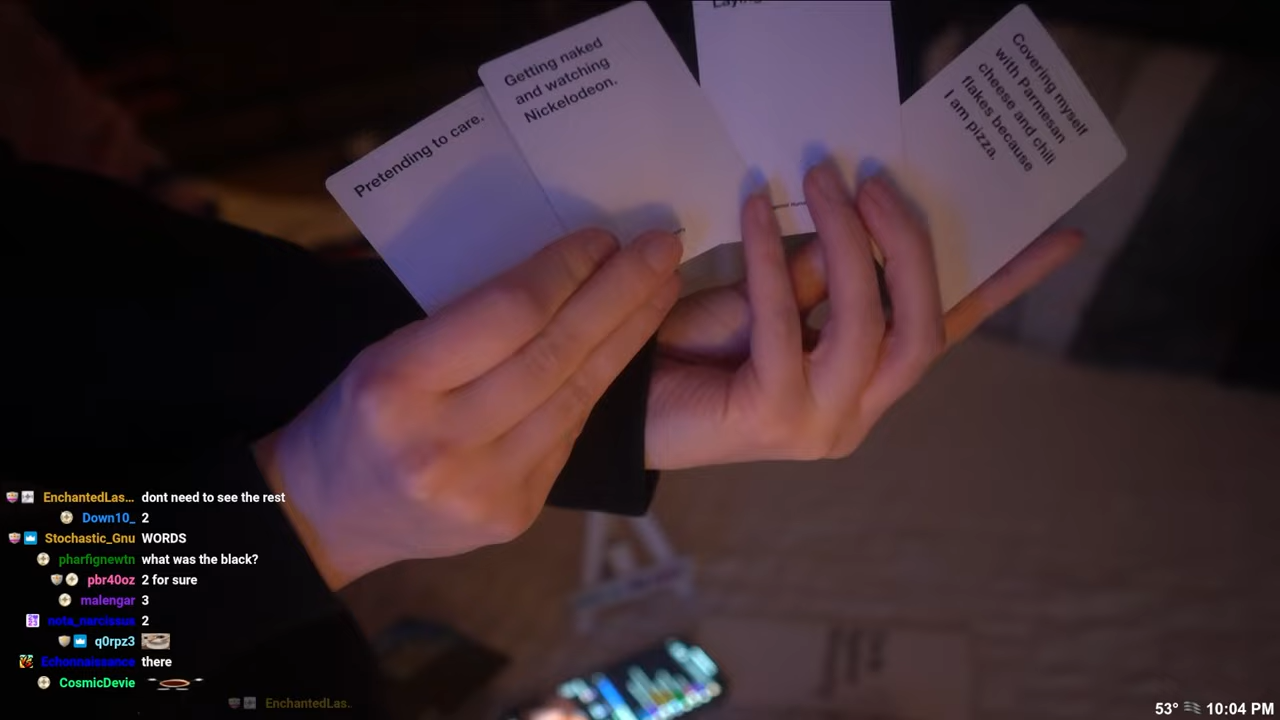 Pretending to care.
Getting naked
and watching
Nickelodeon.
Covering myself
with Parmesan
cheese and chili
flakes because
I am pizza.
EnchantedLas… dont need to see the rest
Down10_ 2
Stochastic_Gnu WORDS
pharfignewtn what was the black?
pbr40oz 2 for sure
malengar 3
nota_narcissus 2
q0rpz3
Echonnaissance there
CosmicDevie
EnchantedLas..
53° 10:04 PM